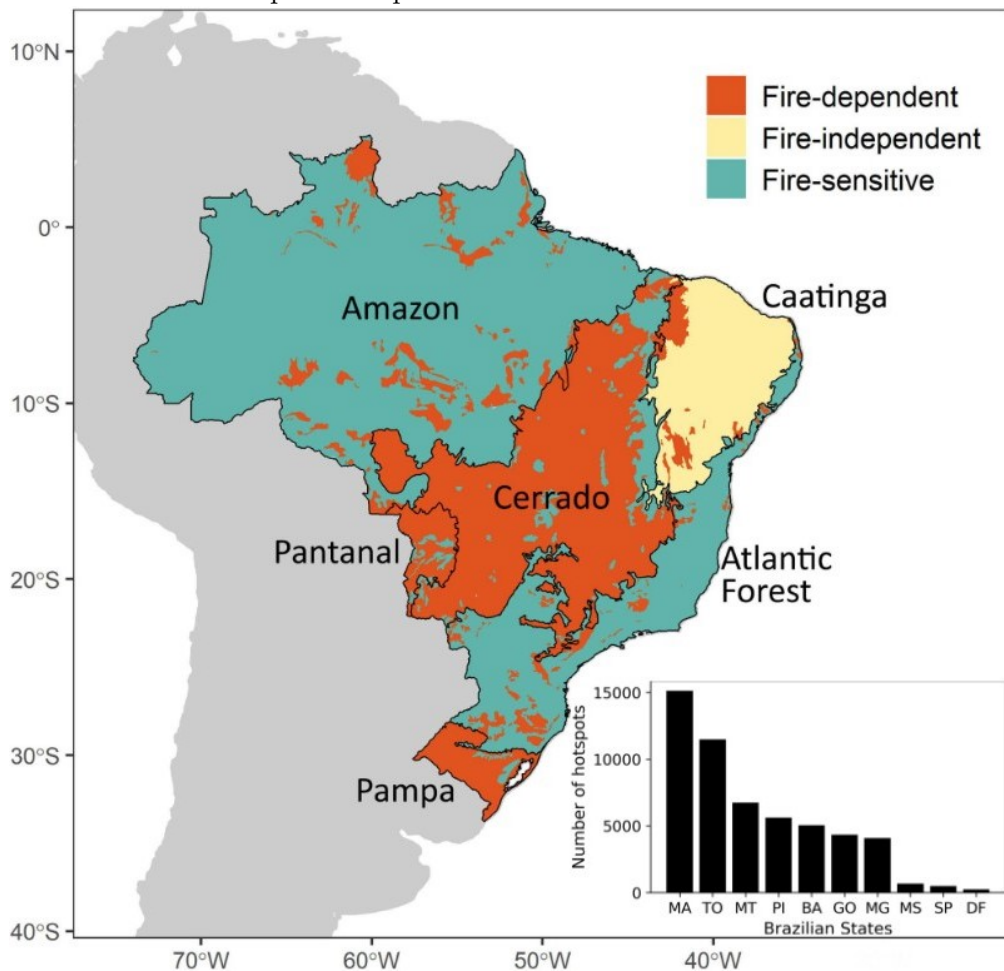 10°N
0°
10°S
20°S
30°S
40°S
70°W
60°W
50°W
40°W
Fire-dependent
Fire-independent
Fire-sensitive
Amazon
Caatinga
Cerrado
Pantanal
Atlantic
Forest
Pampa
Number of hotspots
15000
10000
5000
0
MA TO MT PI BA GO MG MS SP DF
Brazilian States